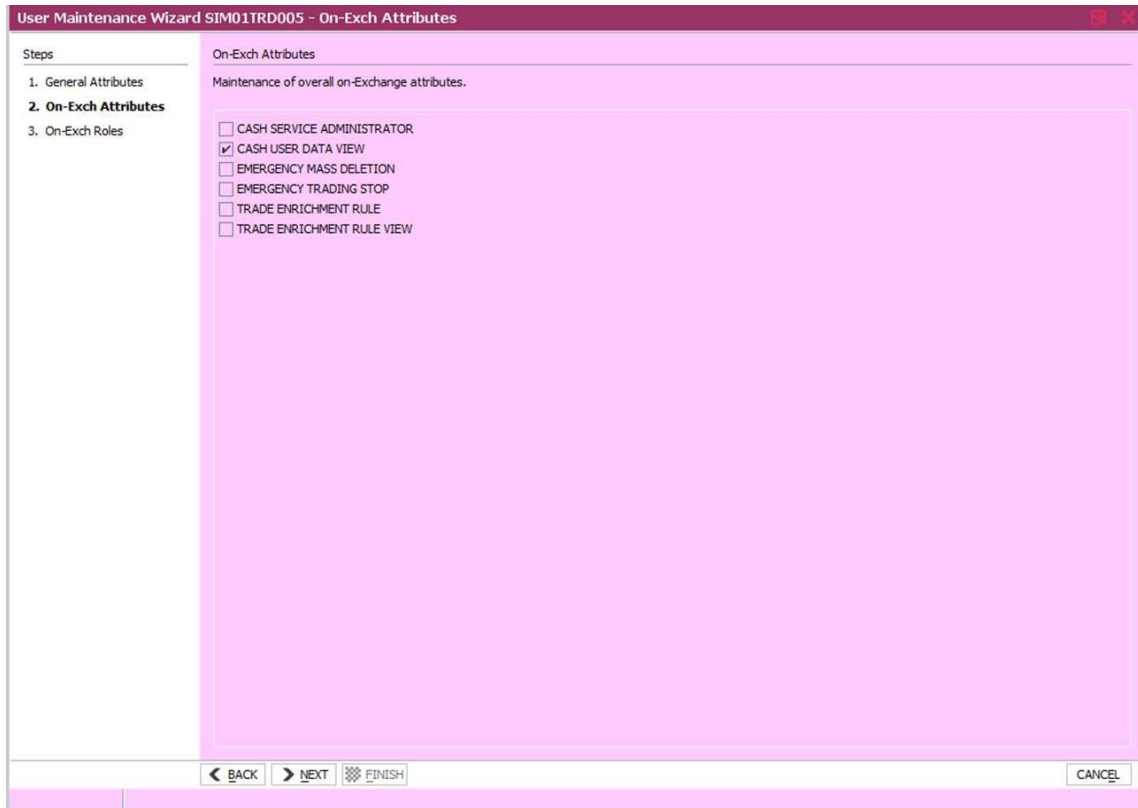 User Maintenance Wizard SIM01TRD005 - On-Exch Attributes
Steps
1. General Attributes
2. On-Exch Attributes
3. On-Exch Roles
On-Exch Attributes
Maintenance of overall on-Exchange attributes.
CASH SERVICE ADMINISTRATOR
CASH USER DATA VIEW
EMERGENCY MASS DELETION
EMERGENCY TRADING STOP
TRADE ENRICHMENT RULE
TRADE ENRICHMENT RULE VIEW
BACK NEXT FINISH CANCEL